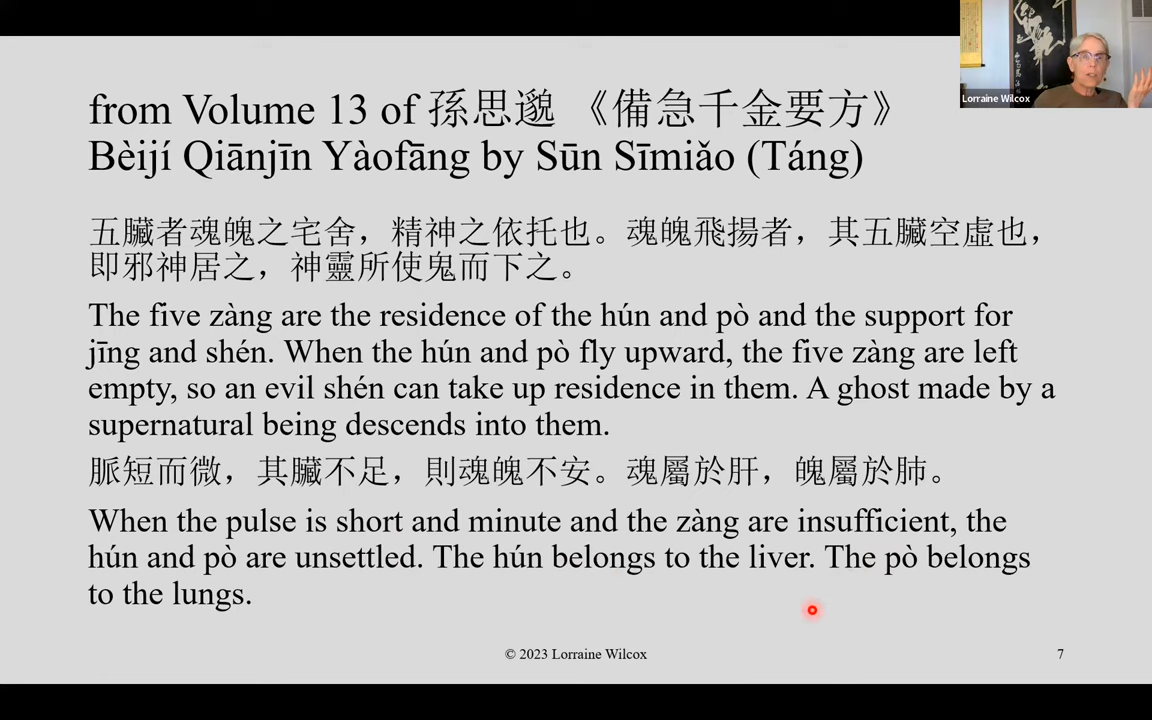 from Volume 13 of 孫思邈 《備急千金要方》
Bèijí Qiānjīn Yàofāng by Sūn Sīmiǎo (Táng)
五臟者魂魄之宅舍，精神之依托也。魂魄飛揚者，其五臟空虛也，
即邪神居之，神靈所使鬼而下之。
The five zàng are the residence of the hún and pò and the support for
jīng and shén. When the hún and pò fly upward, the five zàng are left
empty, so an evil shén can take up residence in them. A ghost made by a
supernatural being descends into them.
脈短而微，其臟不足，則魂魄不安。魂屬於肝，魄屬於肺。
When the pulse is short and minute and the zàng are insufficient, the
hún and pò are unsettled. The hún belongs to the liver. The pò belongs
to the lungs.
© 2023 Lorraine Wilcox
7
Lorraine Wilcox